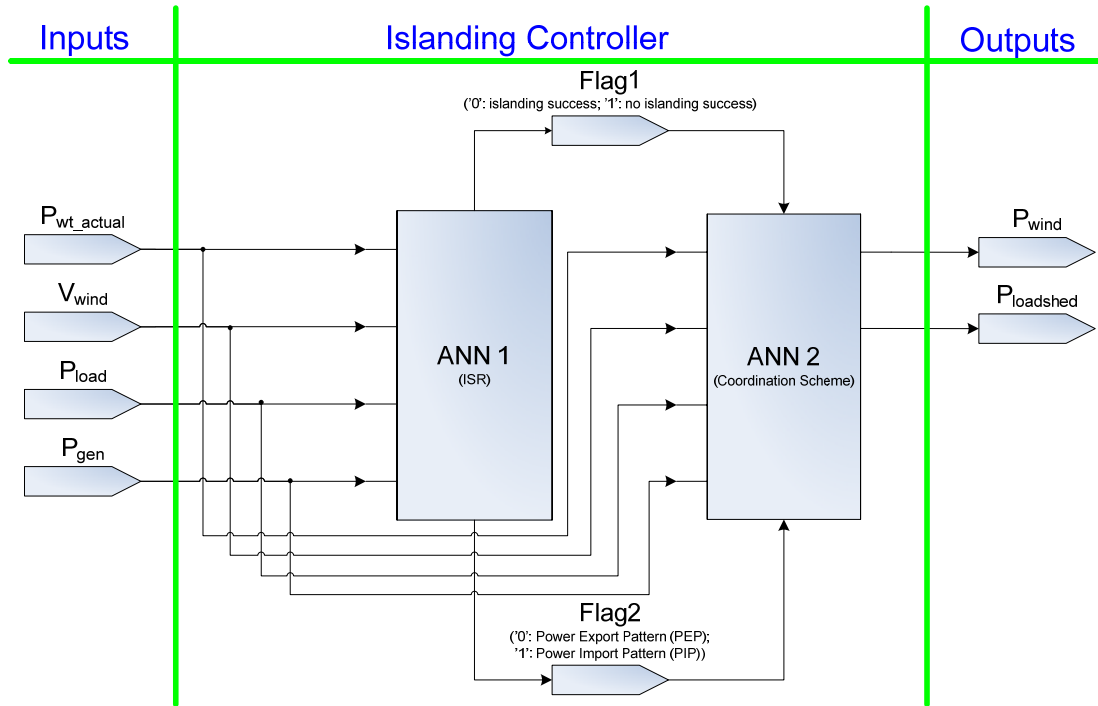 Inputs
Islanding Controller
Outputs
Flag1
('0': islanding success; '1': no islanding success)
Pwt_actual
Vwind
Pload
Pgen
ANN 1
(ISR)
ANN 2
(Coordination Scheme)
Pwind
Ploadshed
Flag2
('0': Power Export Pattern (PEP);
'1': Power Import Pattern (PIP))